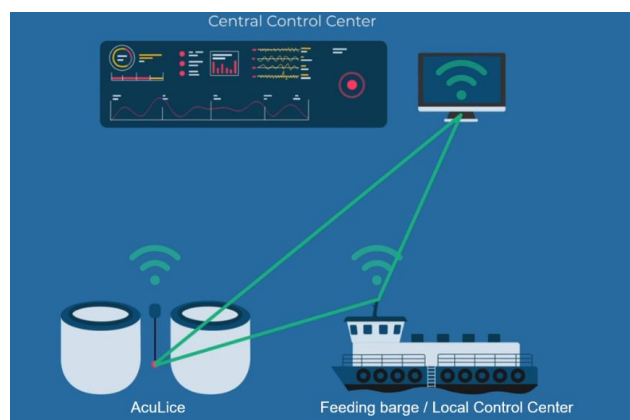 Central Control Center
AcuLice
Feeding barge / Local Control Center